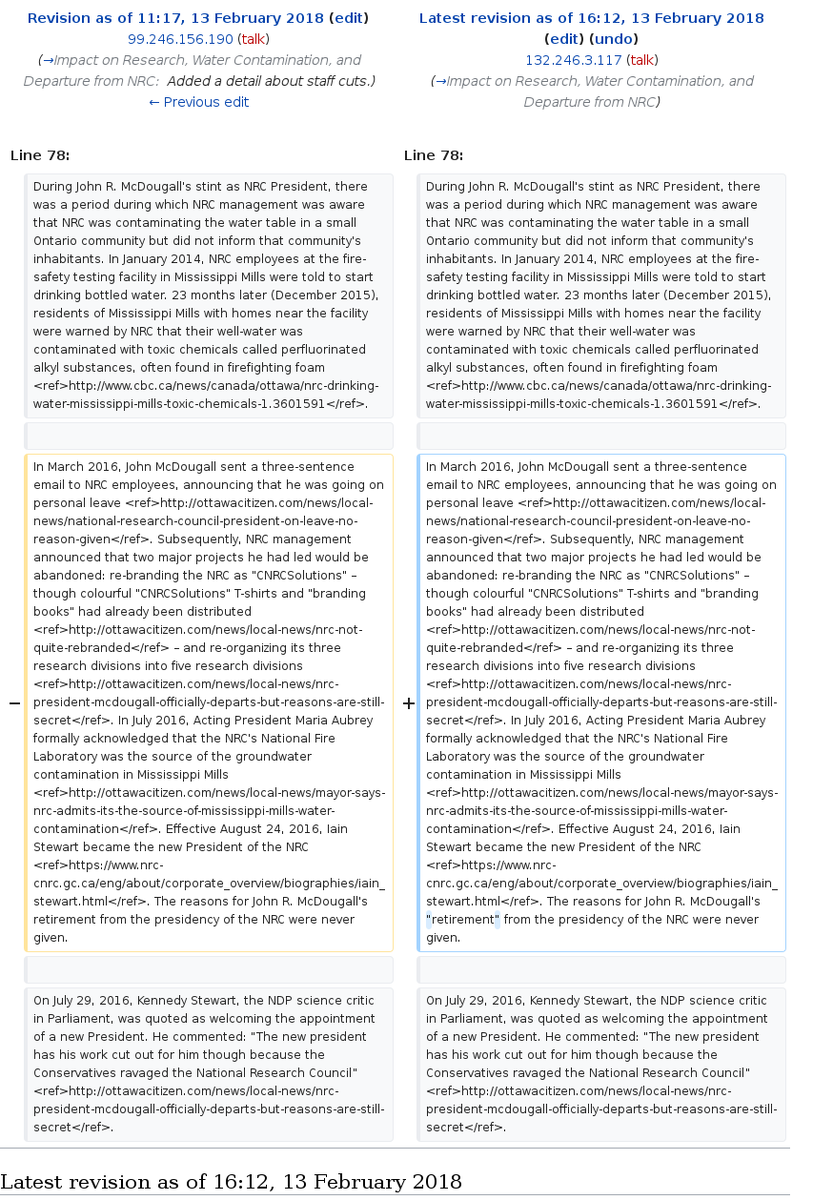 Revision as of 11:17, 13 February 2018 (edit)
99.246.156.190 (talk)
(→Impact on Research, Water Contamination, and
Departure from NRC: Added a detail about staff cuts.)
← Previous edit
Latest revision as of 16:12, 13 February 2018
(edit) (undo)
132.246.3.117 (talk)
(→Impact on Research, Water Contamination, and
Departure from NRC)
Line 78:
Line 78:
During John R. McDougall's stint as NRC President, there
was a period during which NRC management was aware
that NRC was contaminating the water table in a small
Ontario community but did not inform that community's
inhabitants. In January 2014, NRC employees at the fire-
safety testing facility in Mississippi Mills were told to start
drinking bottled water. 23 months later (December 2015),
residents of Mississippi Mills with homes near the facility
were warned by NRC that their well-water was
contaminated with toxic chemicals called perfluorinated
alkyl substances, often found in firefighting foam
<ref>http://www.cbc.ca/news/canada/ottawa/nrc-drinking-
water-mississippi-mills-toxic-chemicals-1.3601591</ref>.
During John R. McDougall's stint as NRC President, there
was a period during which NRC management was aware
that NRC was contaminating the water table in a small
Ontario community but did not inform that community's
inhabitants. In January 2014, NRC employees at the fire-
safety testing facility in Mississippi Mills were told to start
drinking bottled water. 23 months later (December 2015),
residents of Mississippi Mills with homes near the facility
were warned by NRC that their well-water was
contaminated with toxic chemicals called perfluorinated
alkyl substances, often found in firefighting foam
<ref>http://www.cbc.ca/news/canada/ottawa/nrc-drinking-
water-mississippi-mills-toxic-chemicals-1.3601591</ref>.
−
In March 2016, John McDougall sent a three-sentence
email to NRC employees, announcing that he was going on
personal leave <ref>http://ottawacitizen.com/news/local-
news/national-research-council-president-on-leave-no-
reason-given</ref>. Subsequently, NRC management
announced that two major projects he had led would be
abandoned: re-branding the NRC as "CNRCSolutions" –
though colourful "CNRCSolutions" T-shirts and "branding
books" had already been distributed
<ref>http://ottawacitizen.com/news/local-news/nrc-not-
quite-rebranded</ref> – and re-organizing its three
research divisions into five research divisions
<ref>http://ottawacitizen.com/news/local-news/nrc-
president-mcdougall-officially-departs-but-reasons-are-still-
secret</ref>. In July 2016, Acting President Maria Aubrey
formally acknowledged that the NRC's National Fire
Laboratory was the source of the groundwater
contamination in Mississippi Mills
<ref>http://ottawacitizen.com/news/local-news/mayor-says-
nrc-admits-its-the-source-of-mississippi-mills-water-
contamination</ref>. Effective August 24, 2016, Iain
Stewart became the new President of the NRC
<ref>https://www.nrc-
cnrc.gc.ca/eng/about/corporate_overview/biographies/iain_
stewart.html</ref>. The reasons for John R. McDougall's
retirement from the presidency of the NRC were never
given.
+
In March 2016, John McDougall sent a three-sentence
email to NRC employees, announcing that he was going on
personal leave <ref>http://ottawacitizen.com/news/local-
news/national-research-council-president-on-leave-no-
reason-given</ref>. Subsequently, NRC management
announced that two major projects he had led would be
abandoned: re-branding the NRC as "CNRCSolutions" –
though colourful "CNRCSolutions" T-shirts and "branding
books" had already been distributed
<ref>http://ottawacitizen.com/news/local-news/nrc-not-
quite-rebranded</ref> – and re-organizing its three
research divisions into five research divisions
<ref>http://ottawacitizen.com/news/local-news/nrc-
president-mcdougall-officially-departs-but-reasons-are-still-
secret</ref>. In July 2016, Acting President Maria Aubrey
formally acknowledged that the NRC's National Fire
Laboratory was the source of the groundwater
contamination in Mississippi Mills
<ref>http://ottawacitizen.com/news/local-news/mayor-says-
nrc-admits-its-the-source-of-mississippi-mills-water-
contamination</ref>. Effective August 24, 2016, Iain
Stewart became the new President of the NRC
<ref>https://www.nrc-
cnrc.gc.ca/eng/about/corporate_overview/biographies/iain_
stewart.html</ref>. The reasons for John R. McDougall's
"retirement" from the presidency of the NRC were never
given.
On July 29, 2016, Kennedy Stewart, the NDP science critic
in Parliament, was quoted as welcoming the appointment
of a new President. He commented: "The new president
has his work cut out for him though because the
Conservatives ravaged the National Research Council"
<ref>http://ottawacitizen.com/news/local-news/nrc-
president-mcdougall-officially-departs-but-reasons-are-still-
secret</ref>.
On July 29, 2016, Kennedy Stewart, the NDP science critic
in Parliament, was quoted as welcoming the appointment
of a new President. He commented: "The new president
has his work cut out for him though because the
Conservatives ravaged the National Research Council"
<ref>http://ottawacitizen.com/news/local-news/nrc-
president-mcdougall-officially-departs-but-reasons-are-still-
secret</ref>.
Latest revision as of 16:12, 13 February 2018